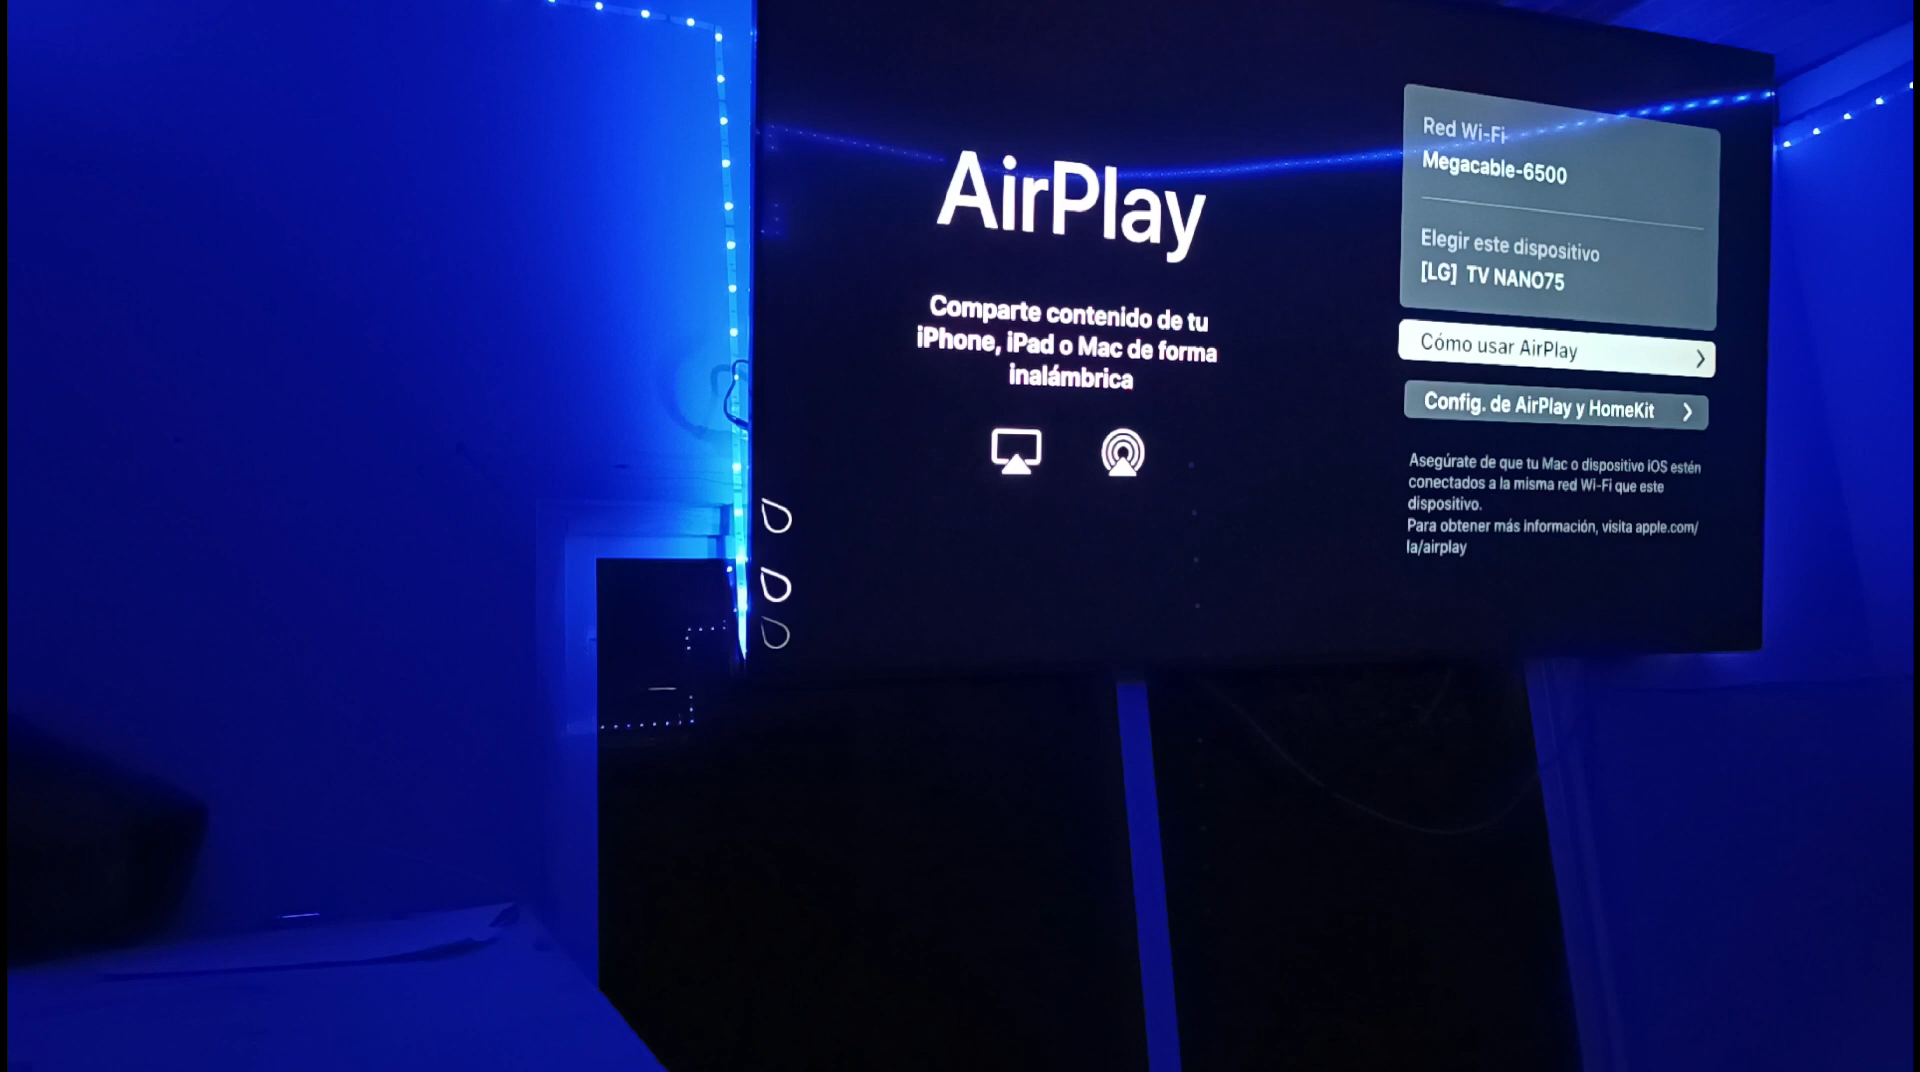 AirPlay
Comparte contenido de tu
iPhone, iPad o Mac de forma
inalámbrica
Red Wi-Fi
Megacable-6500
Elegir este dispositivo
[LG] TV NANO75
Cómo usar AirPlay
Config. de AirPlay y HomeKit
Asegúrate de que tu Mac o dispositivo iOS estén
conectados a la misma red Wi-Fi que este
dispositivo.
Para obtener más información, visita apple.com/
la/airplay